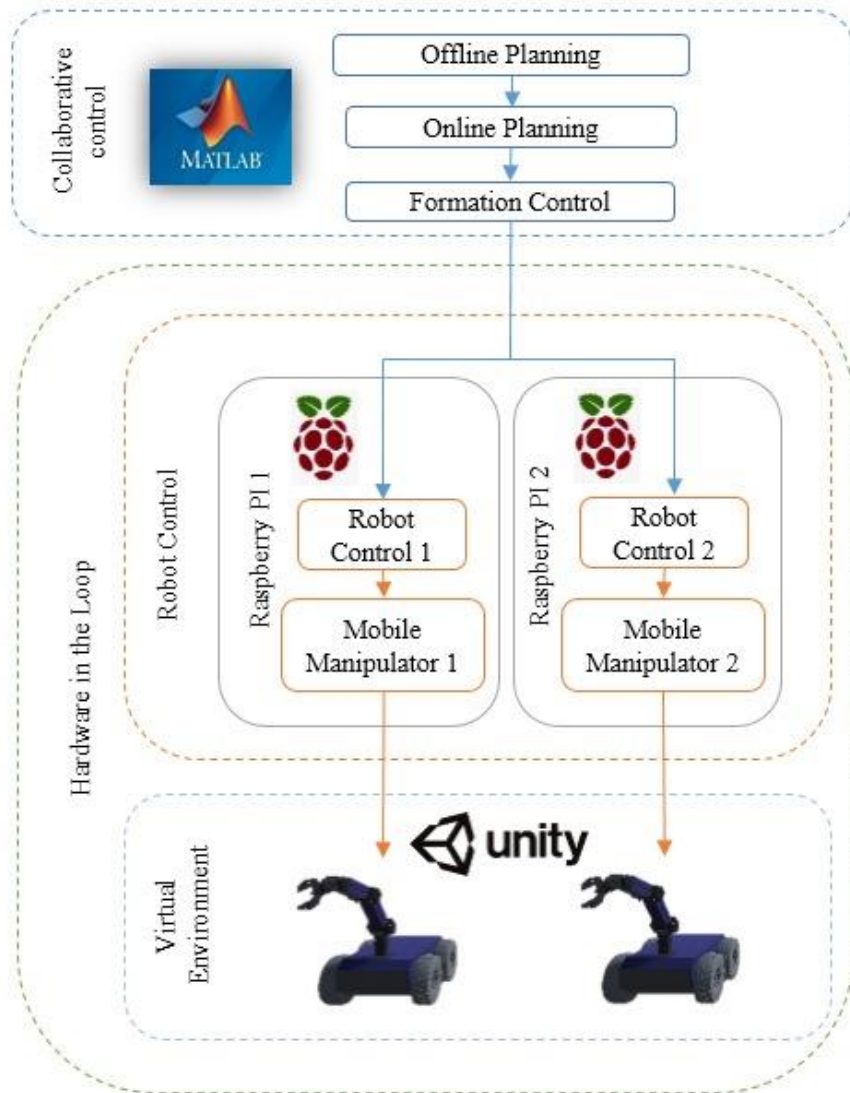 Collaborative
control
MATLAB
Offline Planning
Online Planning
Formation Control
Hardware in the Loop
Robot Control
Raspberry PI 1
Robot
Control 1
Mobile
Manipulator 1
Raspberry PI 2
Robot
Control 2
Mobile
Manipulator 2
Virtual
Environment
unity